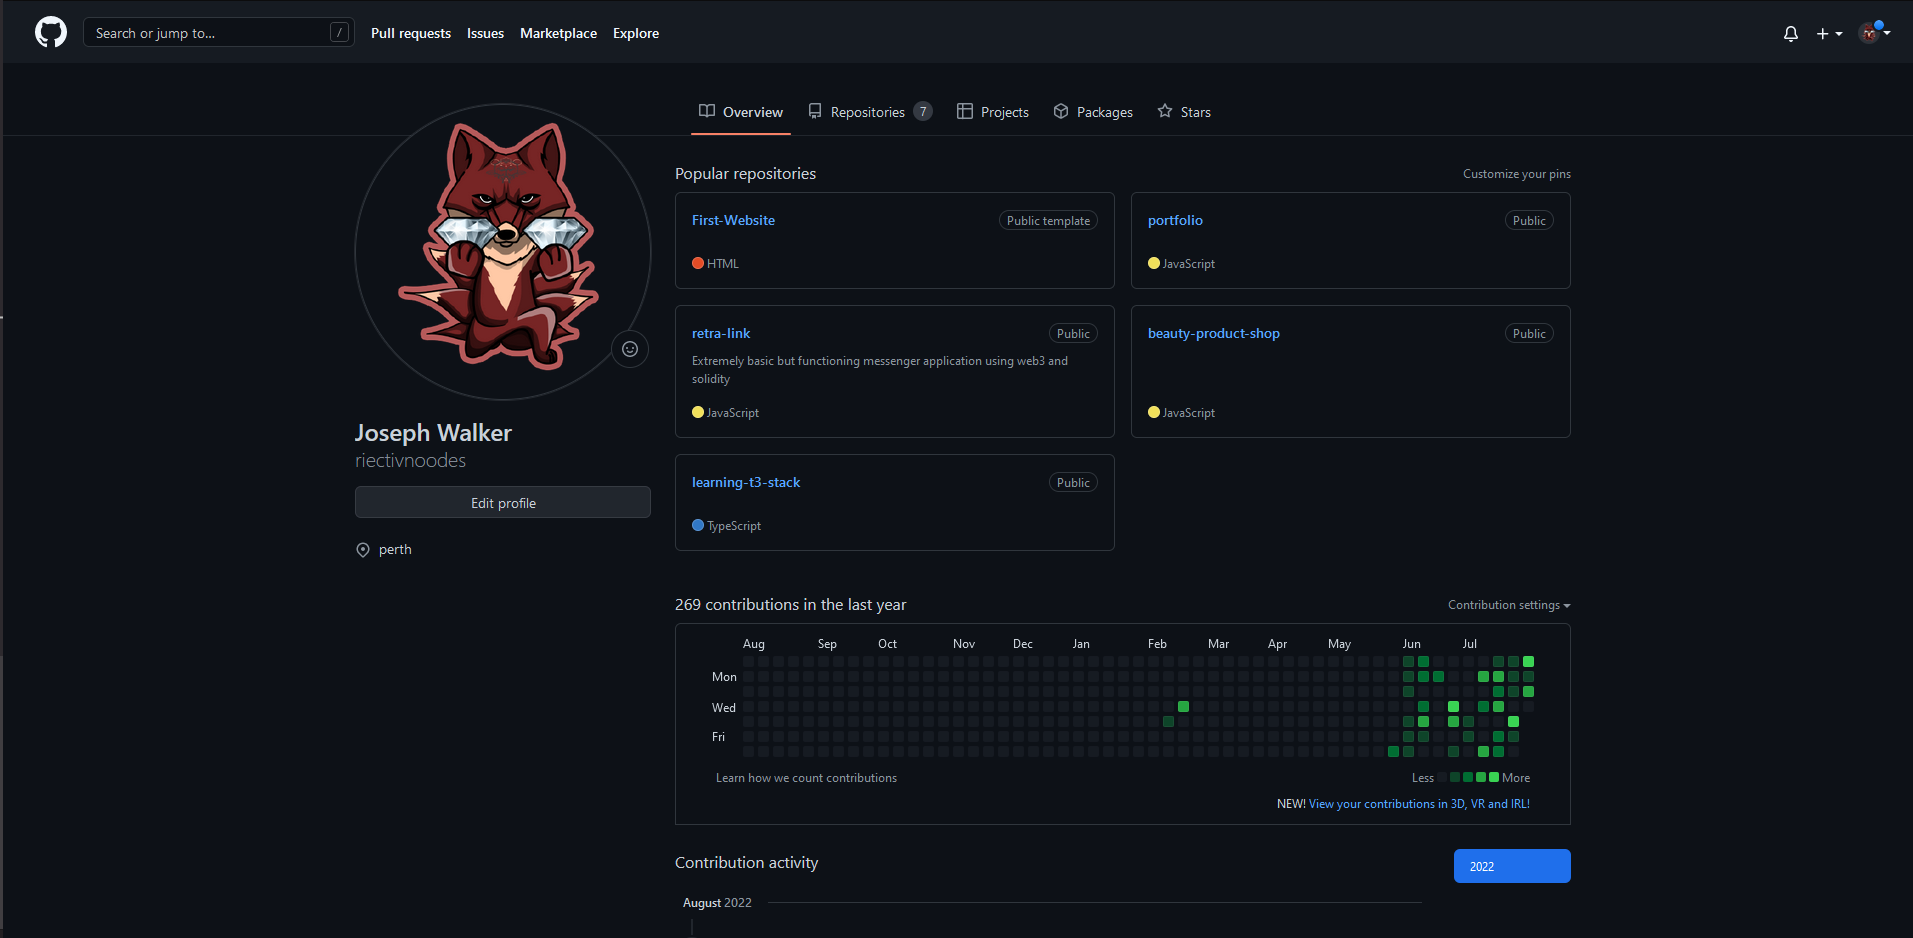 Search or jump to... / Pull requests Issues Marketplace Explore
Overview Repositories 7 Projects Packages Stars
Joseph Walker
riectivnoodes
Edit profile
perth
Popular repositories Customize your pins
First-Website Public template
HTML
portfolio Public
JavaScript
retra-link Public
Extremely basic but functioning messenger application using web3 and
solidity
JavaScript
beauty-product-shop Public
JavaScript
learning-t3-stack Public
TypeScript
269 contributions in the last year Contribution settings
Aug Sep Oct Nov Dec Jan Feb Mar Apr May Jun Jul
Mon
Wed
Fri
Learn how we count contributions Less More
NEW! View your contributions in 3D, VR and IRL!
Contribution activity 2022
August 2022